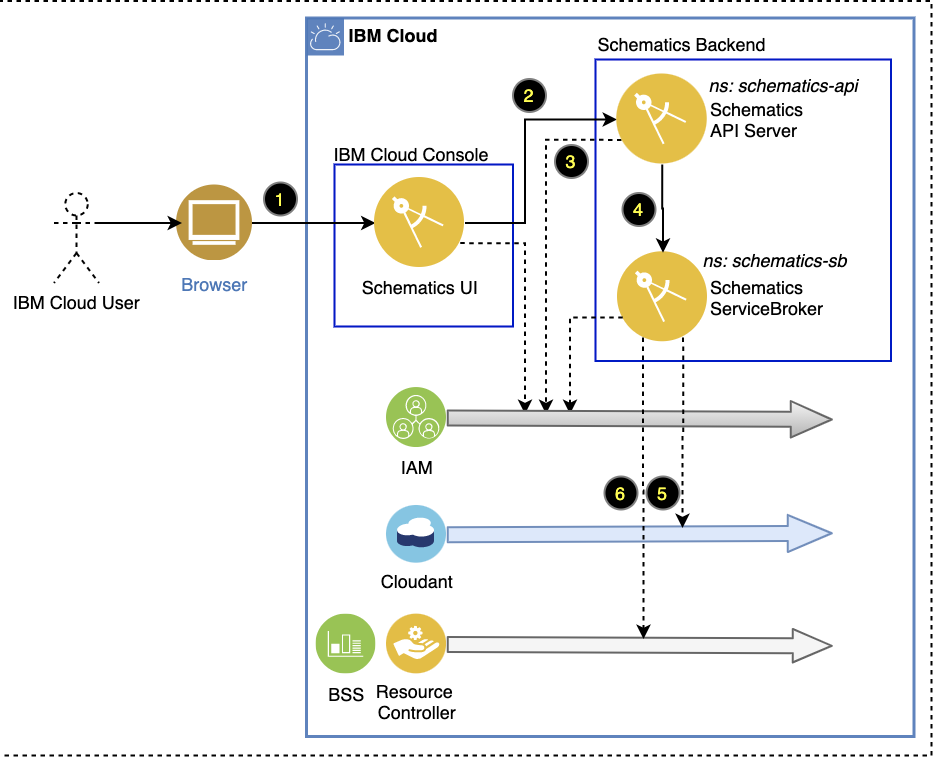 IBM Cloud
Schematics Backend
ns: schematics-api
Schematics
API Server
2
IBM Cloud Console
3
1
4
ns: schematics-sb
Schematics
ServiceBroker
Browser
Schematics UI
IBM Cloud User
IAM
6
5
Cloudant
BSS
Resource
Controller